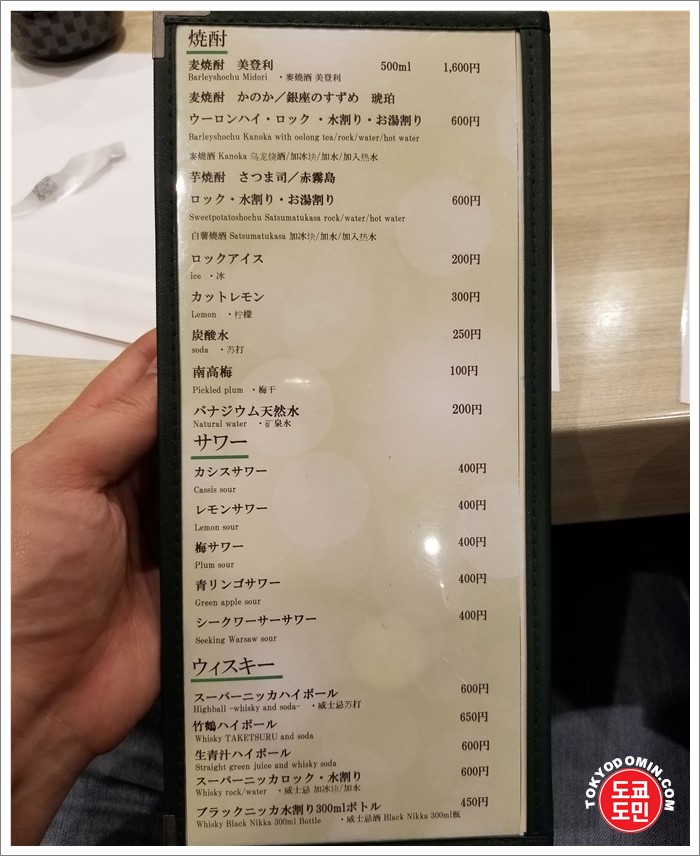 焼酎
麦焼酎 美登利 500ml 1,600円
Barleyshochu Midori ・麦燒酒 美登利
麦焼酎 かのか／銀座のすずめ 琥珀
ウーロンハイ・ロック ・水割り・お湯割り 600円
Barleyshochu Kanoka with oolong tea/rock/water/hot water
麦燒酒 Kanoka 乌龙烧酒/加冰块/加水/加入热水
芋焼酎 さつま司／赤霧島
ロック・水割り・お湯割り 600円
Sweetpotatoshochu Satsumatukasa rock/water/hot water
白薯燒酒 Satsumatukasa 加冰块/加水/加入热水
ロックアイス 200円
ice ・冰
カットレモン 300円
Lemon ・柠檬
炭酸水 250円
soda ・苏打
南高梅 100円
Pickled plum ・梅干
バナジウム天然水 200円
Natural water ・矿泉水
サワー
カシスサワー 400円
Cassis sour
レモンサワー 400円
Lemon sour
梅サワー 400円
Plum sour
青リンゴサワー 400円
Green apple sour
シークワーサーサワー 400円
Seeking Warsaw sour
ウィスキー
スーパーニッカハイボール 600円
Highball -whisky and soda- ・威士忌苏打
竹鶴ハイボール 650円
Whisky TAKETSURU and soda
生青汁ハイボール 600円
Straight green juice and whisky soda
スーパーニッカロック・水割り 600円
Whisky rock/water ・威士忌 加冰块/加水
ブラックニッカ水割り300mlボトル 450円
Whisky Black Nikka 300ml Bottle ・威士忌酒 Black Nikka 300ml瓶
TOKYODOMIN.COM
도쿄
도민